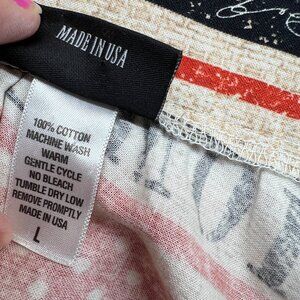 MADE IN USA
100% COTTON
MACHINE WASH
WARM
GENTLE CYCLE
NO BLEACH
TUMBLE DRY LOW
REMOVE PROMPTLY
MADE IN USA
L